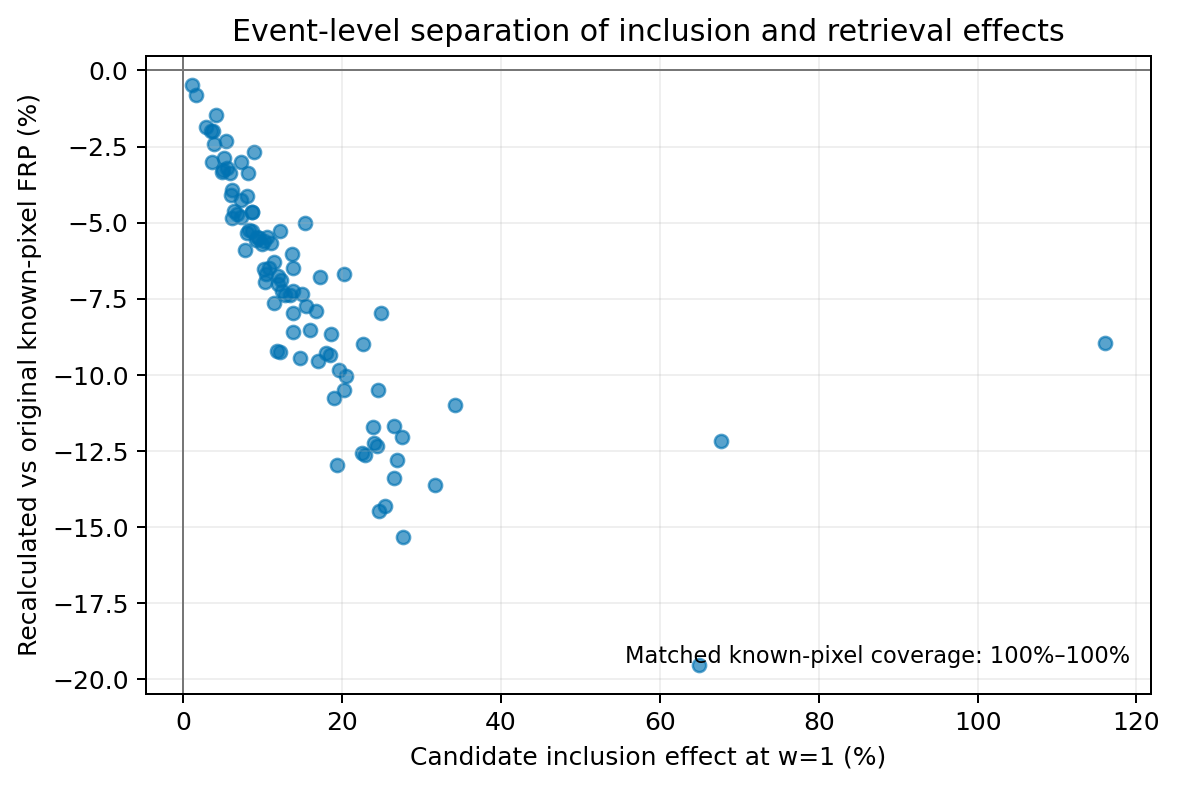 Event-level separation of inclusion and retrieval effects
Recalculated vs original known-pixel FRP (%)
0.0
−2.5
−5.0
−7.5
−10.0
−12.5
−15.0
−17.5
−20.0
Matched known-pixel coverage: 100%–100%
0 20 40 60 80 100 120
Candidate inclusion effect at w=1 (%)